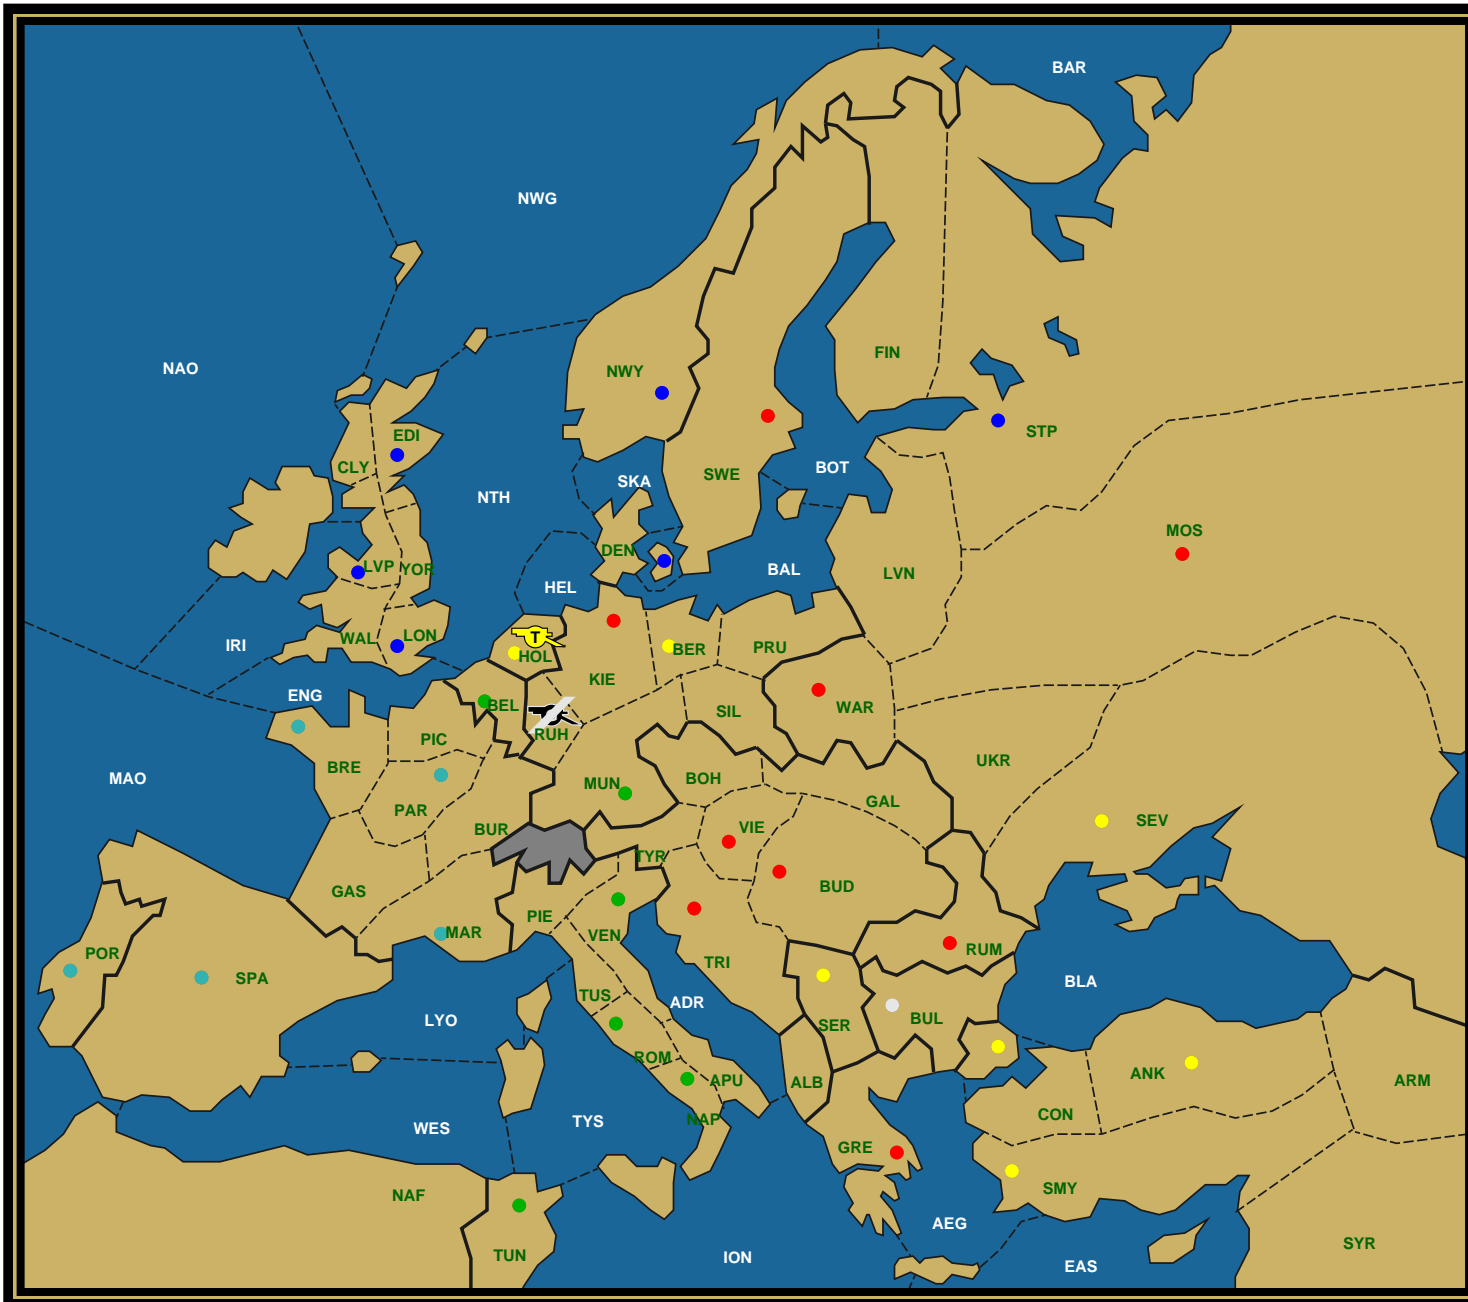 BAR
NWG
NAO
FIN
NWY
EDI
STP
CLY
SKA
BOT
SWE
NTH
MOS
DEN
LVP
YOR
BAL
LVN
HEL
IRI
WAL
LON
T
HOL
BER
PRU
KIE
ENG
BEL
SIL
WAR
RUH
PIC
BRE
UKR
MAO
MUN
BOH
GAL
PAR
SEV
BUR
VIE
TYR
BUD
GAS
PIE
MAR
VEN
RUM
POR
SPA
TRI
BLA
TUS
ADR
LYO
BUL
SER
ROM
APU
ALB
ANK
ARM
CON
NAP
TYS
WES
GRE
SMY
NAF
AEG
SYR
TUN
ION
EAS